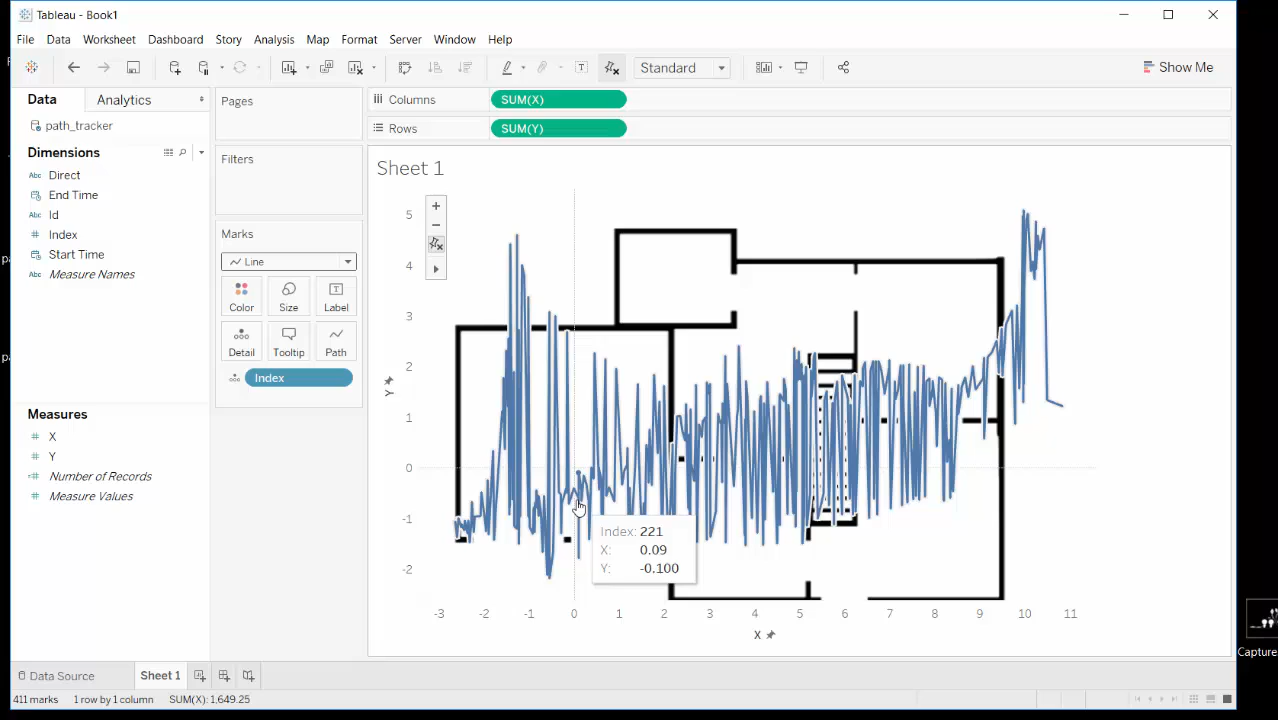 Tableau - Book1
File Data Worksheet Dashboard Story Analysis Map Format Server Window Help
Standard
Show Me
Data Analytics
path_tracker
Dimensions
Abc Direct
End Time
Abc Id
# Index
Start Time
Abc Measure Names
Measures
# X
# Y
Number of Records
# Measure Values
Pages
Filters
Marks
Line
Color Size Label
Detail Tooltip Path
Index
Columns SUM(X)
Rows SUM(Y)
Sheet 1
5
4
3
2
1
0
-1
-2
Y
Index: 221
X: 0.09
Y: -0.100
-3 -2 -1 0 1 2 3 4 5 6 7 8 9 10 11
X
Data Source Sheet 1
411 marks 1 row by 1 column SUM(X): 1,649.25
Capture